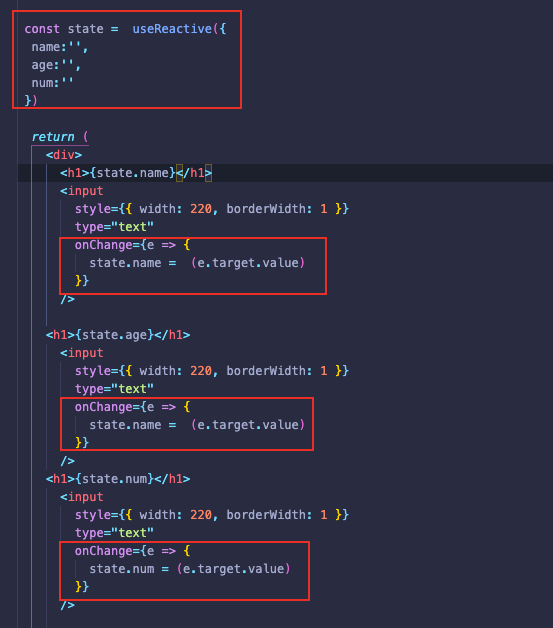 const state =  useReactive({
name:'',
age:'',
num:''
})
return (
<div>
<h1>{state.name}</h1>
<input
style={{ width: 220, borderWidth: 1 }}
type="text"
onChange={e => {
state.name =  (e.target.value)
}}
/>
<h1>{state.age}</h1>
<input
style={{ width: 220, borderWidth: 1 }}
type="text"
onChange={e => {
state.name =  (e.target.value)
}}
/>
<h1>{state.num}</h1>
<input
style={{ width: 220, borderWidth: 1 }}
type="text"
onChange={e => {
state.num = (e.target.value)
}}
/>